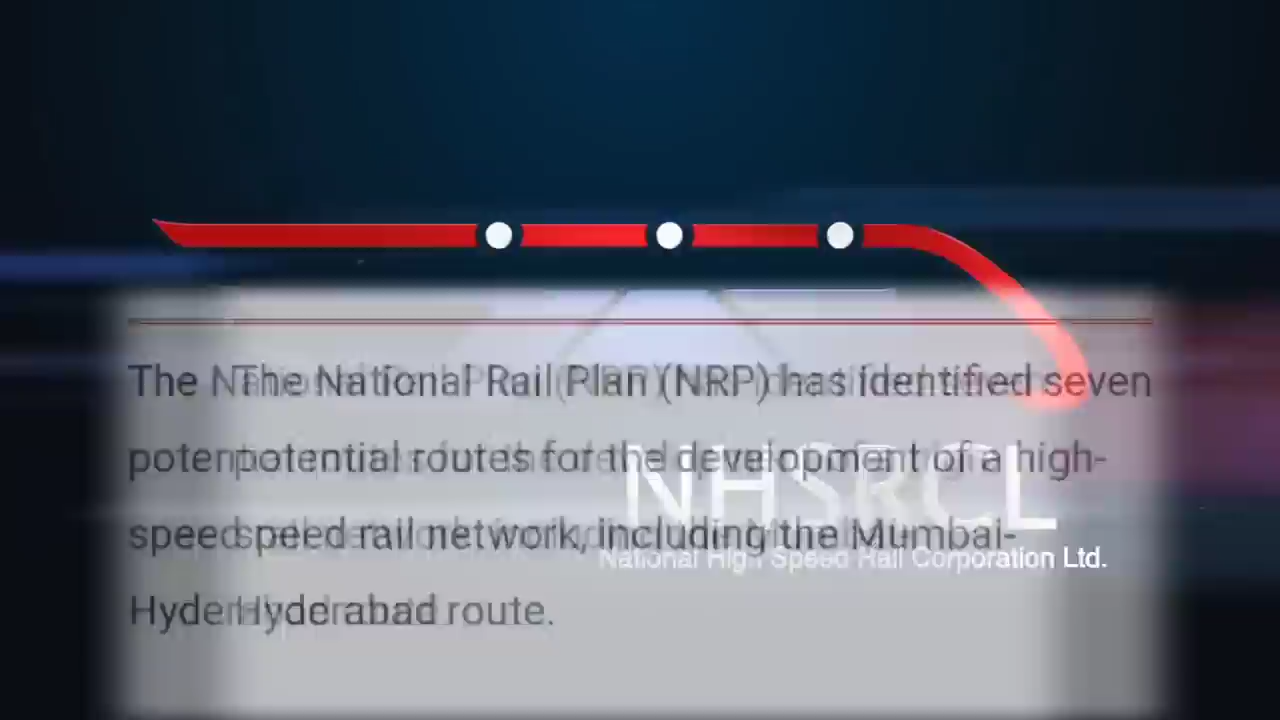 The National Rail Plan (NRP) has identified seven
potential routes for the development of a high-
speed rail network, including the Mumbai-
Hyderabad route.
NHSRCL
National High Speed Rail Corporation Ltd.